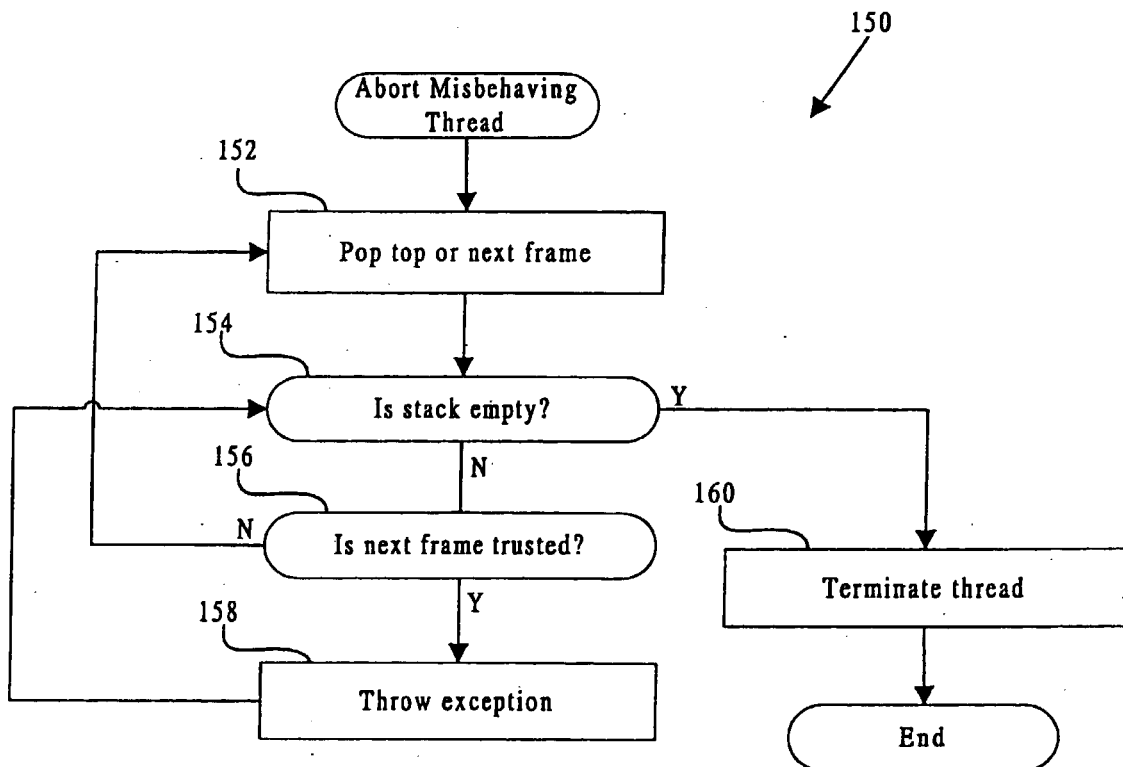 150
Abort Misbehaving
Thread
152
Pop top or next frame
154
Is stack empty?
Y
N
156
N
Is next frame trusted?
Y
158
Throw exception
160
Terminate thread
End